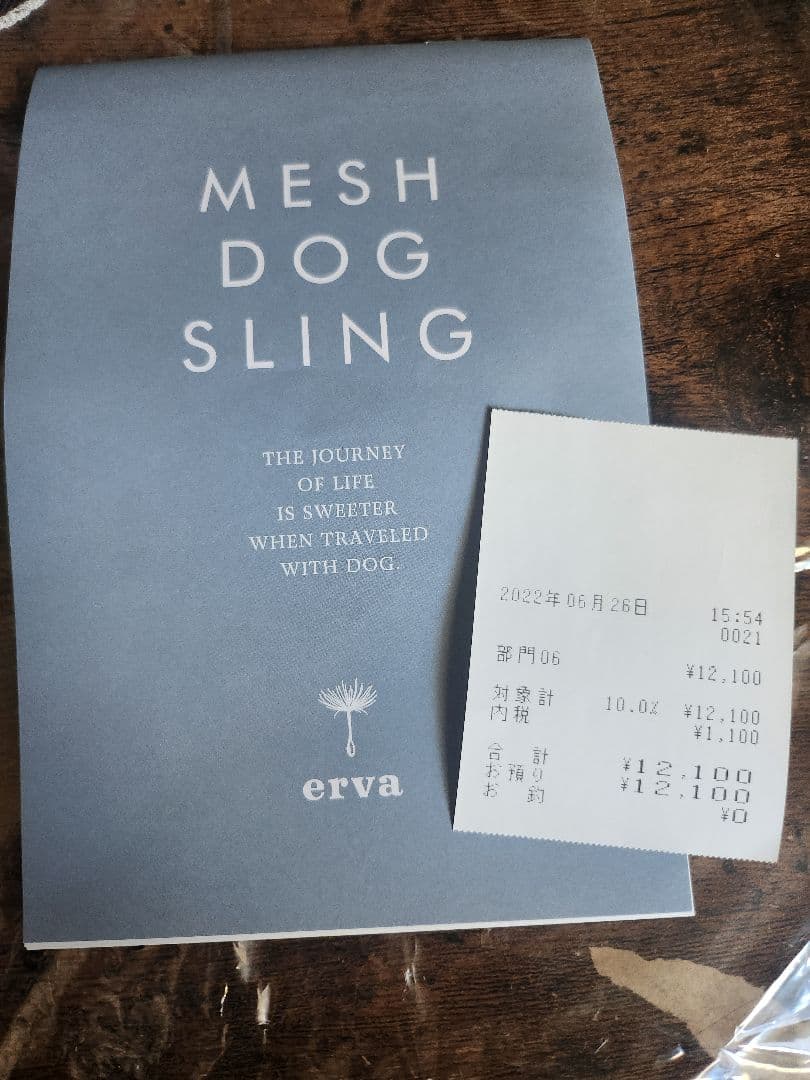 MESH
DOG
SLING
THE JOURNEY
OF LIFE
IS SWEETER
WHEN TRAVELED
WITH DOG.
erva
2022年06月26日 15:54
0021
部門06 ¥12,100
対象計 10.0% ¥12,100
内税 ¥1,100
合 計 ¥12,100
お預り ¥12,100
お 釣 ¥0